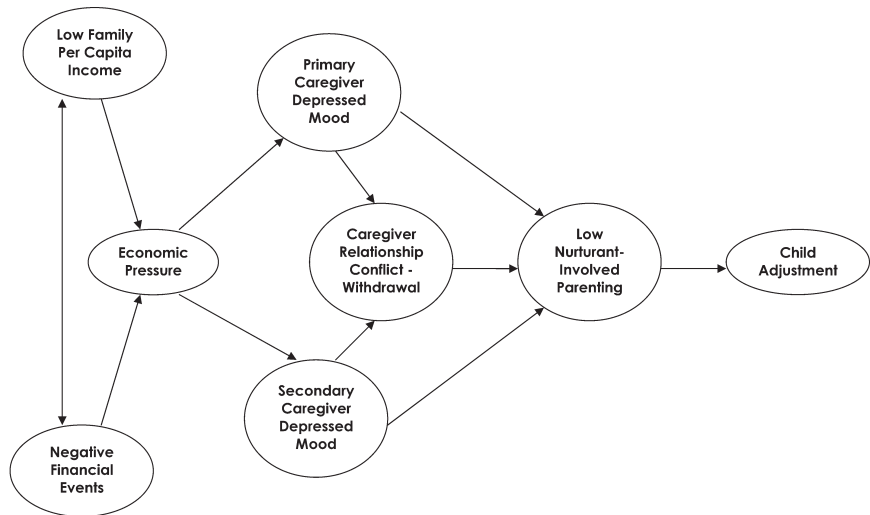 Low Family
Per Capita
Income
Primary
Caregiver
Depressed
Mood
Economic
Pressure
Caregiver
Relationship
Conflict -
Withdrawal
Low
Nurturant-
Involved
Parenting
Child
Adjustment
Secondary
Caregiver
Depressed
Mood
Negative
Financial
Events